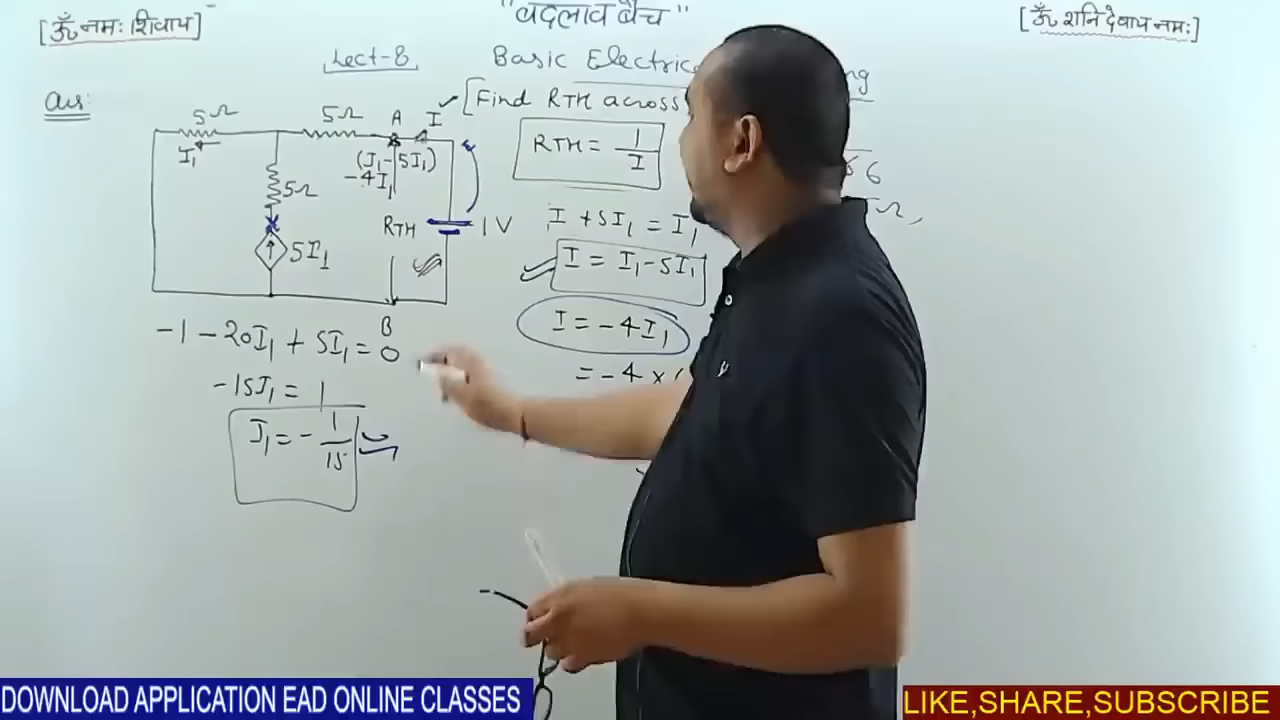 "बदलाव बैच"
[ॐ नमः शिवाय]
[ॐ शनि देवाय नमः]
Lect-8 Basic
Ans:
[Find RTH across
5Ω 5Ω A I
I1
(I1-5I1)
-4I1
5Ω
RTH 1V
5I1
B
RTH = 1/I
I + 5I1 = I1
I = I1-5I1
I = -4I1
= -4 ×
-1 - 20I1 + 5I1 = 0
-15I1 = 1
I1 = - 1/15
DOWNLOAD APPLICATION EAD ONLINE CLASSES
LIKE,SHARE,SUBSCRIBE